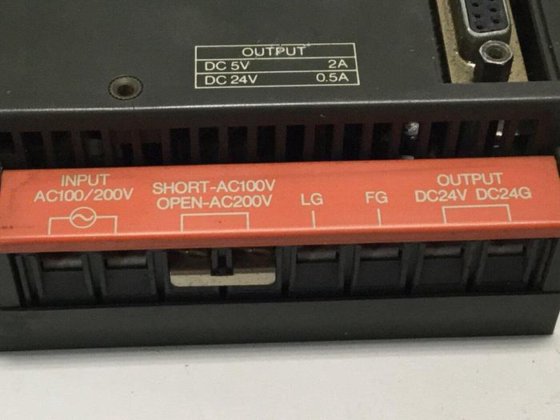 OUTPUT
DC 5V 2A
DC 24V 0.5A
INPUT
AC100/200V
SHORT-AC100V
OPEN-AC200V
LG
FG
OUTPUT
DC24V DC24G